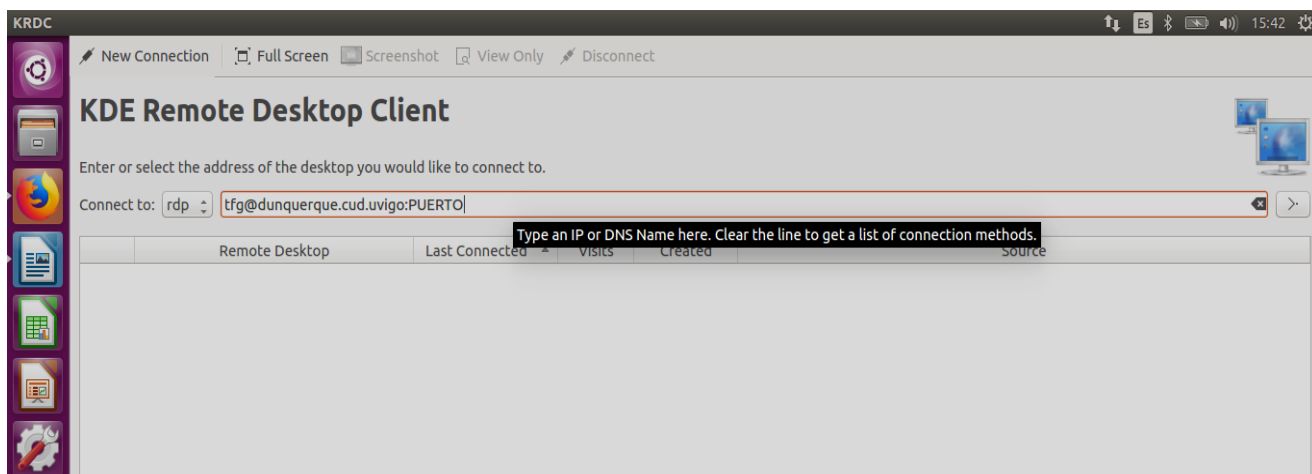 KRDC
Es
15:42
New Connection
Full Screen
Screenshot
View Only
Disconnect
KDE Remote Desktop Client
Enter or select the address of the desktop you would like to connect to.
Connect to:
rdp
tfg@dunquerque.cud.uvigo:PUERTO
Type an IP or DNS Name here. Clear the line to get a list of connection methods.
Remote Desktop
Last Connected
Visits
Created
Source